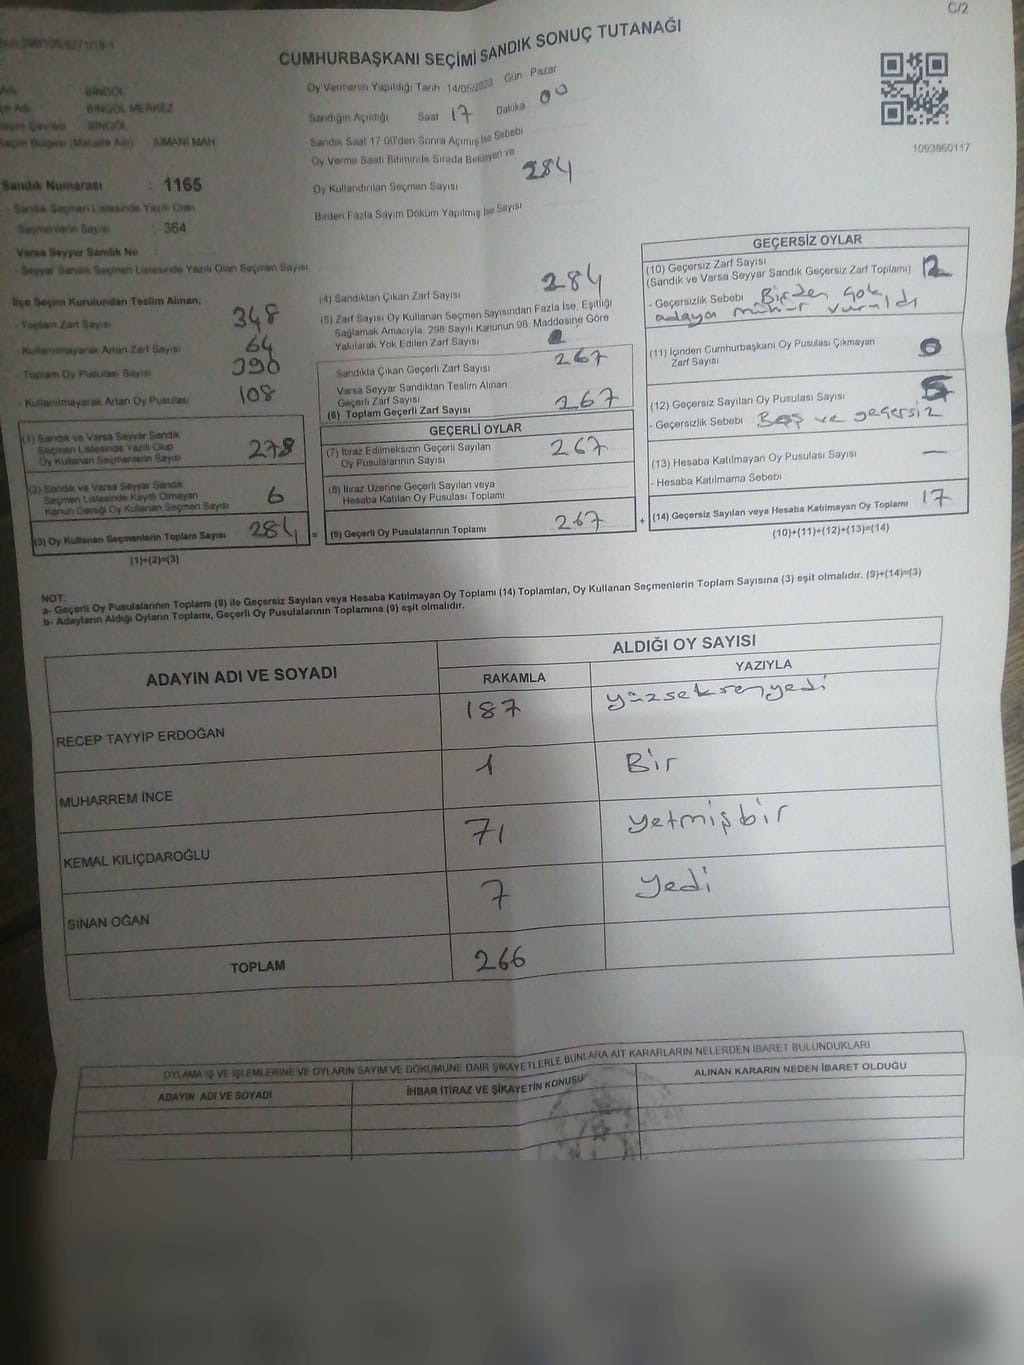 C/2
CUMHURBAŞKANI SEÇİMİ SANDIK SONUÇ TUTANAĞI
BİNGÖL
BİNGÖL MERKEZ
BİNGÖL
Seçim Bölgesi (Mahalle Adı) SİMANİ MAH
Sandık Numarası : 1165
- Sandık Seçmen Listesinde Yazılı Olan
Seçmenlerin Sayısı : 364
Varsa Seyyar Sandık No
- Seyyar Sandık Seçmen Listesinde Yazılı Olan Seçmen Sayısı
Oy Vermenin Yapıldığı Tarih 14/05/2023 Gün Pazar
Sandığın Açıldığı Saat 17 Dakika 00
Sandık Saat 17:00'den Sonra Açımış İse Sebebi
Oy Verme Saati Bitiminde Sırada Bekleyen ve
Oy Kullandırılan Seçmen Sayısı 284
Birden Fazla Sayım Döküm Yapılmış İse Sayısı
1093860117
İlçe Seçim Kurulundan Teslim Alınan;
- Toplam Zarf Sayısı 348
- Kullanılmayarak Artan Zarf Sayısı 64
- Toplam Oy Pusulası Sayısı 390
- Kullanılmayarak Artan Oy Pusulası 108
(1) Sandık ve Varsa Seyyar Sandık
Seçmen Listesinde Yazılı Olup
Oy Kullanan Seçmenlerin Sayısı 278
(2) Sandık ve Varsa Seyyar Sandık
Seçmen Listesinde Kayıtlı Olmayan
Kanun Gereği Oy Kullanan Seçmen Sayısı 6
(3) Oy Kullanan Seçmenlerin Toplam Sayısı 284 =
(1)+(2)=(3)
(4) Sandıktan Çıkan Zarf Sayısı 284
(5) Zarf Sayısı Oy Kullanan Seçmen Sayısından Fazla İse, Eşitliği
Sağlamak Amacıyla, 298 Sayılı Kanunun 98. Maddesine Göre
Yakılarak Yok Edilen Zarf Sayısı
Sandıkta Çıkan Geçerli Zarf Sayısı 267
Varsa Seyyar Sandıktan Teslim Alınan
Geçerli Zarf Sayısı
(6) Toplam Geçerli Zarf Sayısı 267
GEÇERLİ OYLAR
(7) İtiraz Edilmeksizin Geçerli Sayılan
Oy Pusulalarının Sayısı 267
(8) İtiraz Üzerine Geçerli Sayılan veya
Hesaba Katılan Oy Pusulası Toplamı
(9) Geçerli Oy Pusulalarının Toplamı 267 +
GEÇERSİZ OYLAR
(10) Geçersiz Zarf Sayısı
(Sandık ve Varsa Seyyar Sandık Geçersiz Zarf Toplamı) 12
- Geçersizlik Sebebi Birden çok
adaya mühür vuruldı
(11) İçinden Cumhurbaşkanı Oy Pusulası Çıkmayan
Zarf Sayısı 0
(12) Geçersiz Sayılan Oy Pusulası Sayısı 5
- Geçersizlik Sebebi Boş ve geçersiz
(13) Hesaba Katılmayan Oy Pusulası Sayısı —
- Hesaba Katılmama Sebebi
(14) Geçersiz Sayılan veya Hesaba Katılmayan Oy Toplamı 17
(10)+(11)+(12)+(13)=(14)
NOT:
a- Geçerli Oy Pusulalarının Toplamı (9) ile Geçersiz Sayılan veya Hesaba Katılmayan Oy Toplamı (14) Toplamları, Oy Kullanan Seçmenlerin Toplam Sayısına (3) eşit olmalıdır. (9)+(14)=(3)
b- Adayların Aldığı Oyların Toplamı, Geçerli Oy Pusulalarının Toplamına (9) eşit olmalıdır.
ADAYIN ADI VE SOYADI ALDIĞI OY SAYISI
RAKAMLA YAZIYLA
RECEP TAYYİP ERDOĞAN 187 yüzseksenyedi
MUHARREM İNCE 1 Bir
KEMAL KILIÇDAROĞLU 71 yetmişbir
SİNAN OĞAN 7 yedi
TOPLAM 266
OYLAMA İŞ VE İŞLEMLERİNE VE OYLARIN SAYIM VE DÖKÜMÜNE DAİR ŞİKAYETLERLE BUNLARA AİT KARARLARIN NELERDEN İBARET BULUNDUKLARI
ADAYIN ADI VE SOYADI İHBAR İTİRAZ VE ŞİKAYETİN KONUSU ALINAN KARARIN NEDEN İBARET OLDUĞU